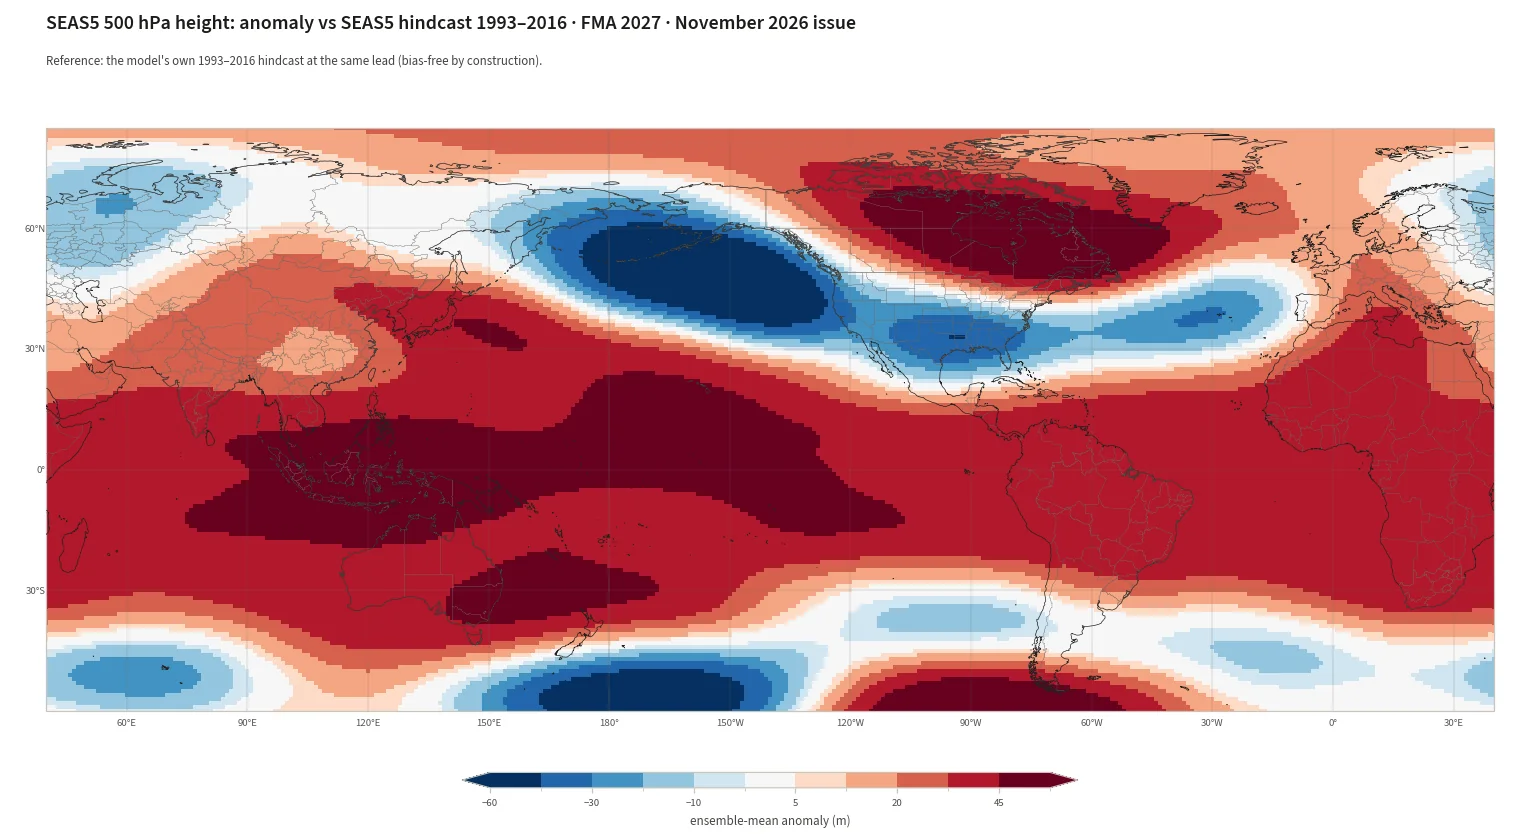 SEAS5 500 hPa height: anomaly vs SEAS5 hindcast 1993–2016 · FMA 2027 · November 2026 issue
Reference: the model's own 1993–2016 hindcast at the same lead (bias-free by construction).
60°N
30°N
0°
30°S
60°E 90°E 120°E 150°E 180° 150°W 120°W 90°W 60°W 30°W 0° 30°E
−60 −30 −10 5 20 45
ensemble-mean anomaly (m)